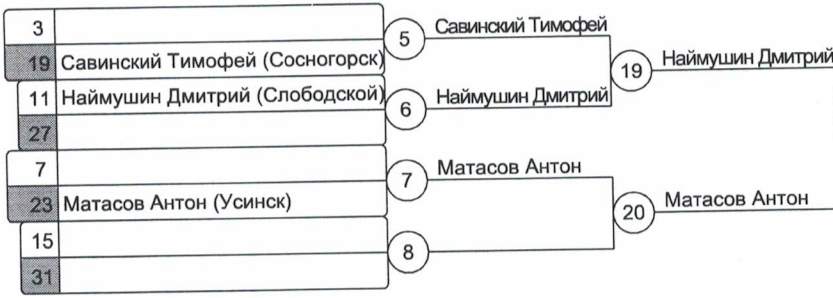 3
19 Савинский Тимофей (Сосногорск)
5 Савинский Тимофей
11 Наймушин Дмитрий (Слободской)
27
6 Наймушин Дмитрий
19 Наймушин Дмитрий
7
23 Матасов Антон (Усинск)
7 Матасов Антон
15
31
8
20 Матасов Антон